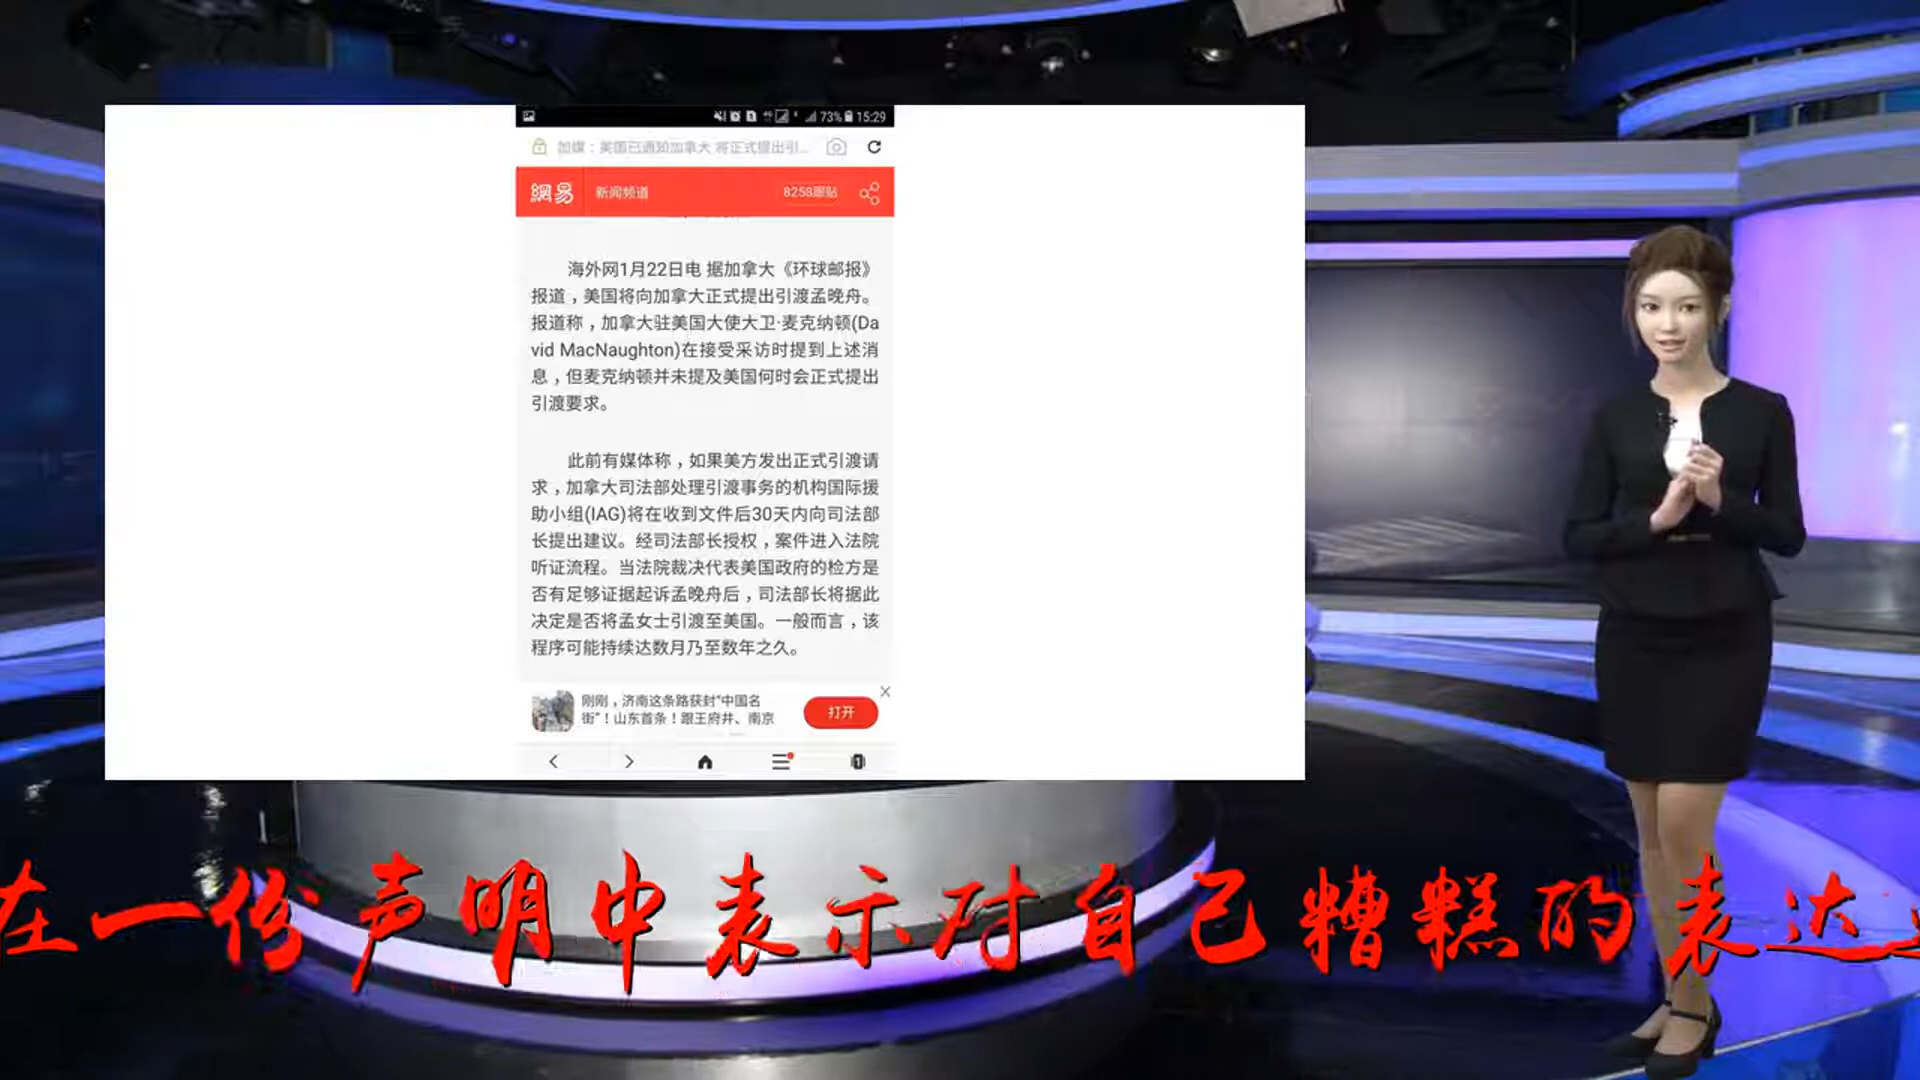 73% 15:29
加媒：美国已通知加拿大 将正式提出引...
網易 新闻频道 8258跟贴
海外网1月22日电 据加拿大《环球邮报》
报道，美国将向加拿大正式提出引渡孟晚舟。
报道称，加拿大驻美国大使大卫·麦克纳顿(Da
vid MacNaughton)在接受采访时提到上述消
息，但麦克纳顿并未提及美国何时会正式提出
引渡要求。
此前有媒体称，如果美方发出正式引渡请
求，加拿大司法部处理引渡事务的机构国际援
助小组(IAG)将在收到文件后30天内向司法部
长提出建议。经司法部长授权，案件进入法院
听证流程。当法院裁决代表美国政府的检方是
否有足够证据起诉孟晚舟后，司法部长将据此
决定是否将孟女士引渡至美国。一般而言，该
程序可能持续达数月乃至数年之久。
刚刚，济南这条路获封“中国名
街”！山东首条！跟王府井、南京
打开
在一份声明中表示对自己糟糕的表达